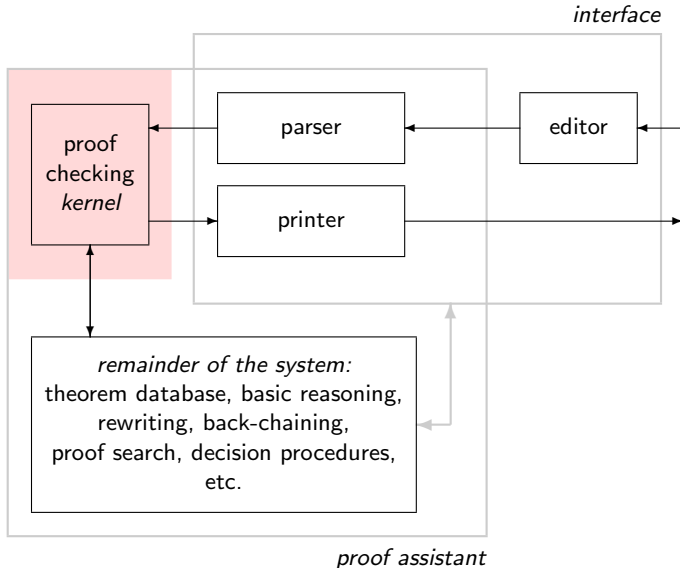 interface
parser
editor
proof
checking
kernel
printer
remainder of the system:
theorem database, basic reasoning,
rewriting, back-chaining,
proof search, decision procedures,
etc.
proof assistant